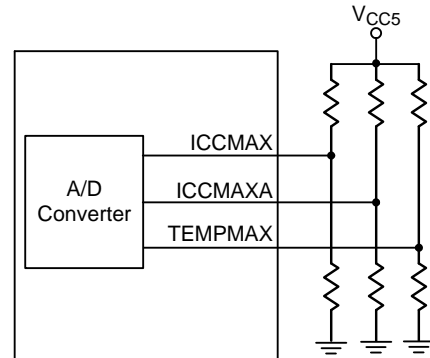 VCC5
ICCMAX
A/D
Converter
ICCMAXA
TEMPMAX